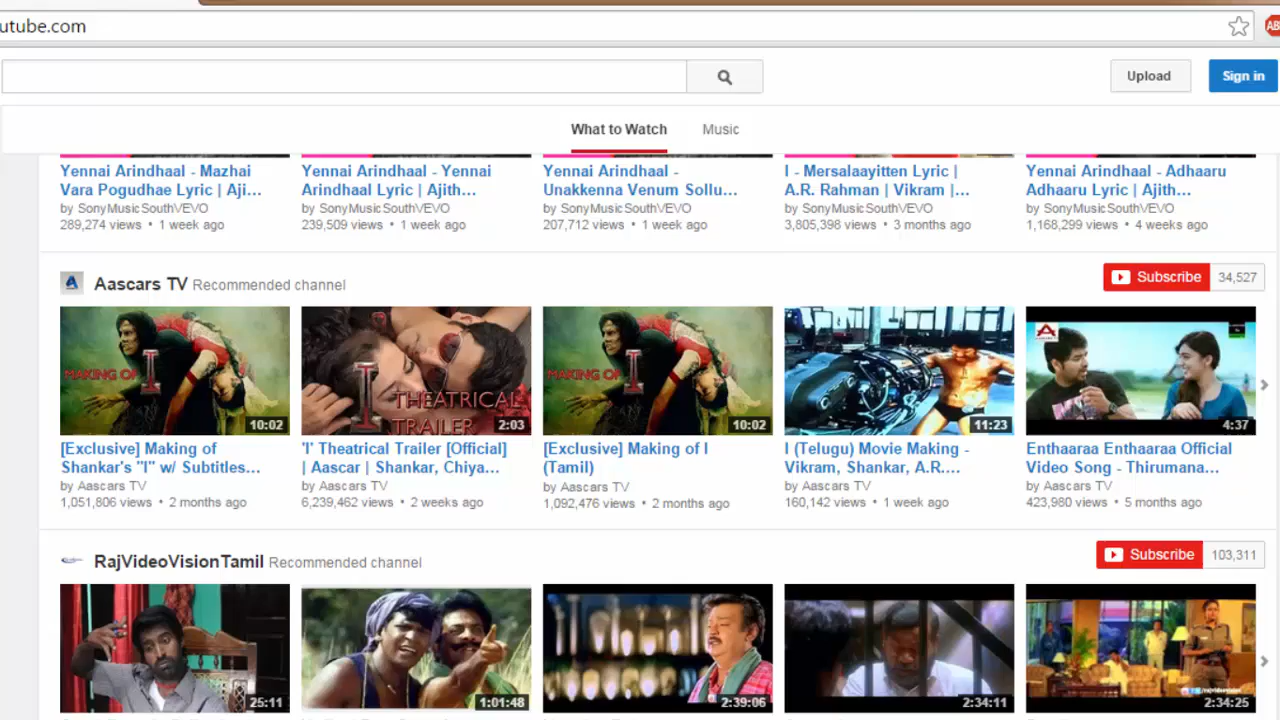 utube.com
AB
Upload
Sign in
What to Watch
Music
Yennai Arindhaal - Mazhai
Vara Pogudhae Lyric | Aji...
by SonyMusicSouthVEVO
289,274 views • 1 week ago
Yennai Arindhaal - Yennai
Arindhaal Lyric | Ajith...
by SonyMusicSouthVEVO
239,509 views • 1 week ago
Yennai Arindhaal -
Unakkenna Venum Sollu...
by SonyMusicSouthVEVO
207,712 views • 1 week ago
I - Mersalaayitten Lyric |
A.R. Rahman | Vikram |...
by SonyMusicSouthVEVO
3,805,398 views • 3 months ago
Yennai Arindhaal - Adhaaru
Adhaaru Lyric | Ajith...
by SonyMusicSouthVEVO
1,168,299 views • 4 weeks ago
Aascars TV Recommended channel
Subscribe 34,527
MAKING OF I
10:02
I THEATRICAL
TRAILER
2:03
MAKING OF I
10:02
11:23
4:37
[Exclusive] Making of
Shankar's "I" w/ Subtitles...
by Aascars TV
1,051,806 views • 2 months ago
'I' Theatrical Trailer [Official]
| Aascar | Shankar, Chiya...
by Aascars TV
6,239,462 views • 2 weeks ago
[Exclusive] Making of I
(Tamil)
by Aascars TV
1,092,476 views • 2 months ago
I (Telugu) Movie Making -
Vikram, Shankar, A.R....
by Aascars TV
160,142 views • 1 week ago
Enthaaraa Enthaaraa Official
Video Song - Thirumana...
by Aascars TV
423,980 views • 5 months ago
RajVideoVisionTamil Recommended channel
Subscribe 103,311
25:11
1:01:48
2:39:06
2:34:11
2:34:25